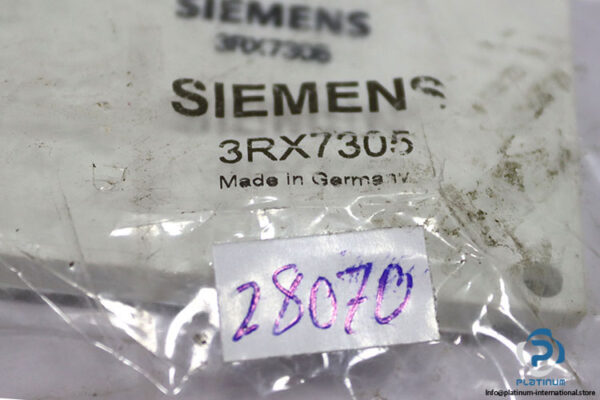 SIEMENS
3RX7305
SIEMENS
3RX7305
Made in Germany
28070
PLATINUM
info@platinum-international.store